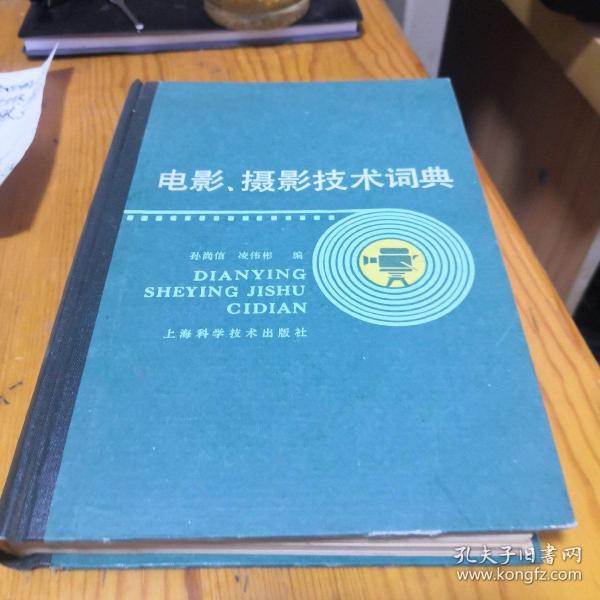 电影、摄影技术词典
孙尚信 凌伟彬 编
DIANYING
SHEYING JISHU
CIDIAN
上海科学技术出版社
孔夫子旧书网
www.kongfz.com